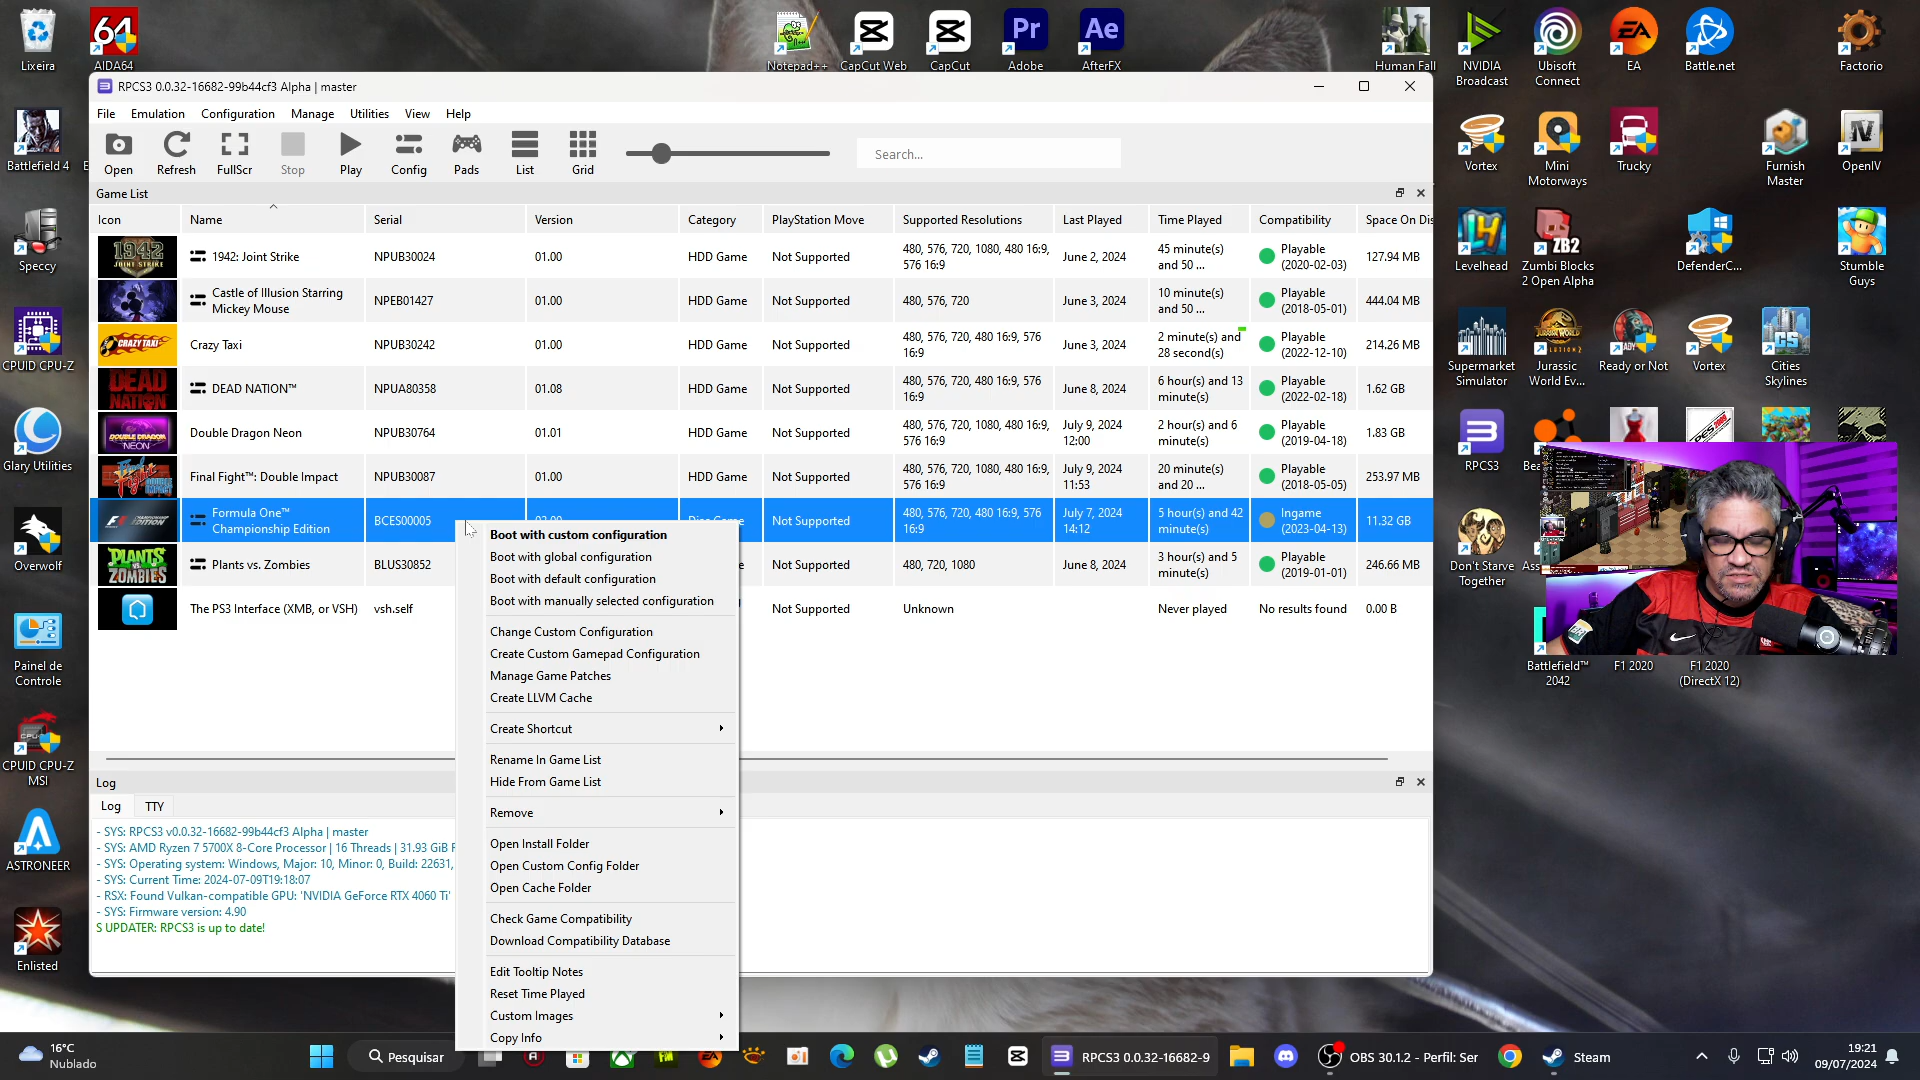 Lixeira
AIDA64
Notepad++
CapCut Web
CapCut
Adobe
AfterFX
Human Fall
NVIDIA Broadcast
Ubisoft Connect
EA
Battle.net
Factorio
RPCS3 0.0.32-16682-99b44cf3 Alpha | master
File Emulation Configuration Manage Utilities View Help
Open Refresh FullScr Stop Play Config Pads List Grid
Search...
Game List
Icon Name Serial Version Category PlayStation Move Supported Resolutions Last Played Time Played Compatibility Space On Dis
1942: Joint Strike NPUB30024 01.00 HDD Game Not Supported 480, 576, 720, 1080, 480 16:9, 576 16:9 June 2, 2024 45 minute(s) and 50 ... Playable (2020-02-03) 127.94 MB
Castle of Illusion Starring Mickey Mouse NPEB01427 01.00 HDD Game Not Supported 480, 576, 720 June 3, 2024 10 minute(s) and 50 ... Playable (2018-05-01) 444.04 MB
Crazy Taxi NPUB30242 01.00 HDD Game Not Supported 480, 576, 720, 480 16:9, 576 16:9 June 3, 2024 2 minute(s) and 28 second(s) Playable (2022-12-10) 214.26 MB
DEAD NATION™ NPUA80358 01.08 HDD Game Not Supported 480, 576, 720, 480 16:9, 576 16:9 June 8, 2024 6 hour(s) and 13 minute(s) Playable (2022-02-18) 1.62 GB
Double Dragon Neon NPUB30764 01.01 HDD Game Not Supported 480, 576, 720, 1080, 480 16:9, 576 16:9 July 9, 2024 12:00 2 hour(s) and 6 minute(s) Playable (2019-04-18) 1.83 GB
Final Fight™: Double Impact NPUB30087 01.00 HDD Game Not Supported 480, 576, 720, 1080, 480 16:9, 576 16:9 July 9, 2024 11:53 20 minute(s) and 20 ... Playable (2018-05-05) 253.97 MB
Formula One™ Championship Edition BCES00005 Not Supported 480, 576, 720, 480 16:9, 576 16:9 July 7, 2024 14:12 5 hour(s) and 42 minute(s) Ingame (2023-04-13) 11.32 GB
Plants vs. Zombies BLUS30852 Not Supported 480, 720, 1080 June 8, 2024 3 hour(s) and 5 minute(s) Playable (2019-01-01) 246.66 MB
The PS3 Interface (XMB, or VSH) vsh.self Not Supported Unknown Never played No results found 0.00 B
Boot with custom configuration
Boot with global configuration
Boot with default configuration
Boot with manually selected configuration
Change Custom Configuration
Create Custom Gamepad Configuration
Manage Game Patches
Create LLVM Cache
Create Shortcut
Rename In Game List
Hide From Game List
Remove
Open Install Folder
Open Custom Config Folder
Open Cache Folder
Check Game Compatibility
Download Compatibility Database
Edit Tooltip Notes
Reset Time Played
Custom Images
Copy Info
Log
Log TTY
- SYS: RPCS3 v0.0.32-16682-99b44cf3 Alpha | master
- SYS: AMD Ryzen 7 5700X 8-Core Processor | 16 Threads | 31.93 GiB
- SYS: Operating system: Windows, Major: 10, Minor: 0, Build: 22631,
- SYS: Current Time: 2024-07-09T19:18:07
- RSX: Found Vulkan-compatible GPU: 'NVIDIA GeForce RTX 4060 Ti'
- SYS: Firmware version: 4.90
S UPDATER: RPCS3 is up to date!
Battlefield 4
Speccy
CPUID CPU-Z
Glary Utilities
Overwolf
Painel de Controle
CPUID CPU-Z MSI
ASTRONEER
Enlisted
Vortex
Mini Motorways
Trucky
Furnish Master
OpenIV
Levelhead
Zumbi Blocks 2 Open Alpha
DefenderC...
Stumble Guys
Supermarket Simulator
Jurassic World Ev...
Ready or Not
Vortex
Cities Skylines
RPCS3
Don't Starve Together
Battlefield™ 2042
F1 2020
F1 2020 (DirectX 12)
16°C
Nublado
Pesquisar
RPCS3 0.0.32-16682-9
OBS 30.1.2 - Perfil: Ser
Steam
19:21
09/07/2024